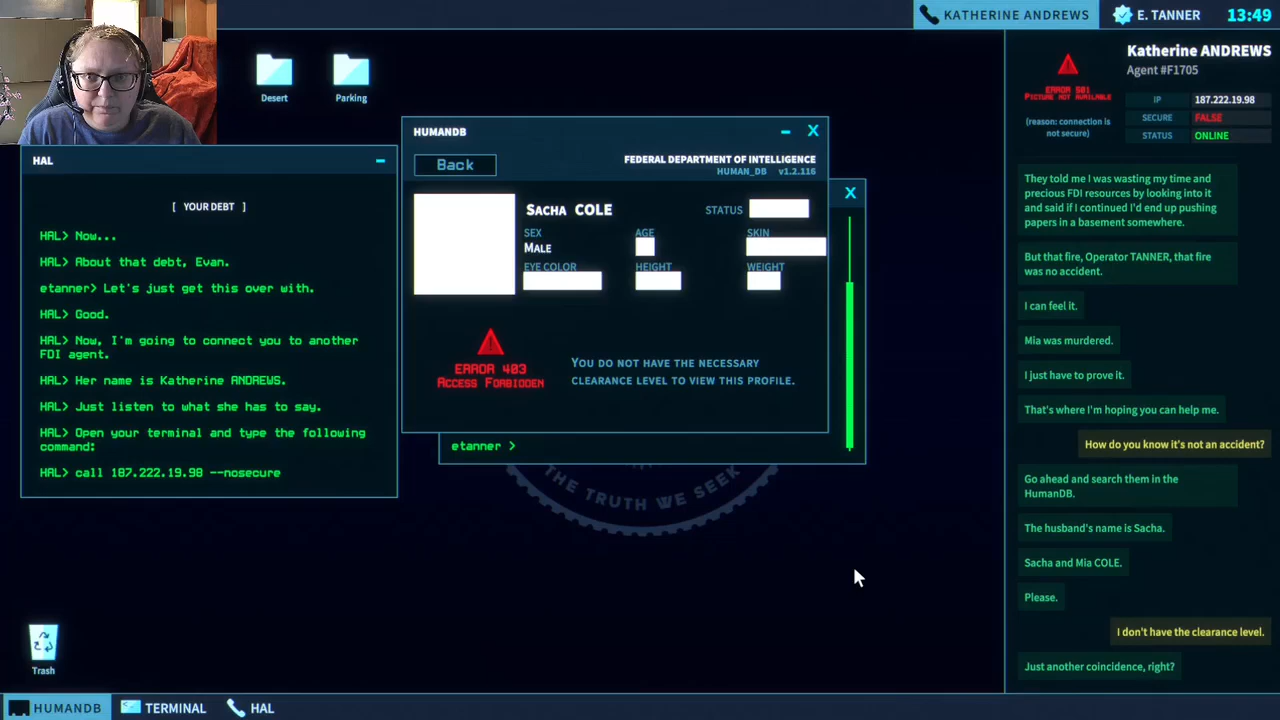 KATHERINE ANDREWS
E. TANNER
13:49
Desert
Parking
HAL
[ YOUR DEBT ]
HAL> Now...
HAL> About that debt, Evan.
etanner> Let's just get this over with.
HAL> Good.
HAL> Now, I'm going to connect you to another
FDI agent.
HAL> Her name is Katherine ANDREWS.
HAL> Just listen to what she has to say.
HAL> Open your terminal and type the following
command:
HAL> call 187.222.19.98 --nosecure
HUMANDB
X
Back
FEDERAL DEPARTMENT OF INTELLIGENCE
HUMAN_DB v1.2.116
SACHA COLE
STATUS
SEX
AGE
SKIN
MALE
EYE COLOR
HEIGHT
WEIGHT
ERROR 403
ACCESS FORBIDDEN
YOU DO NOT HAVE THE NECESSARY
CLEARANCE LEVEL TO VIEW THIS PROFILE.
X
etanner >
THE TRUTH WE SEEK
Katherine ANDREWS
Agent #F1705
ERROR 501
PICTURE NOT AVAILABLE
(reason: connection is
not secure)
IP 187.222.19.98
SECURE FALSE
STATUS ONLINE
They told me I was wasting my time and
precious FDI resources by looking into it
and said if I continued I'd end up pushing
papers in a basement somewhere.
But that fire, Operator TANNER, that fire
was no accident.
I can feel it.
Mia was murdered.
I just have to prove it.
That's where I'm hoping you can help me.
How do you know it's not an accident?
Go ahead and search them in the
HumanDB.
The husband's name is Sacha.
Sacha and Mia COLE.
Please.
I don't have the clearance level.
Just another coincidence, right?
Trash
HUMANDB
TERMINAL
HAL